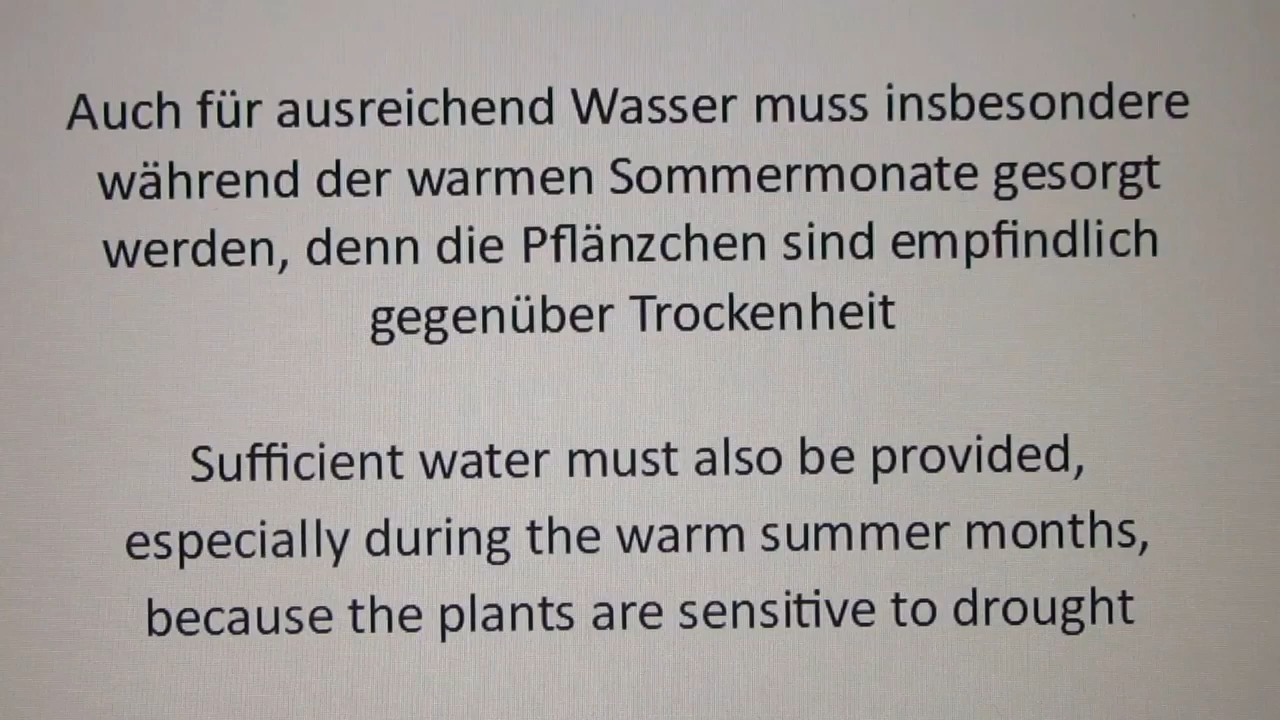 Auch für ausreichend Wasser muss insbesondere
während der warmen Sommermonate gesorgt
werden, denn die Pflänzchen sind empfindlich
gegenüber Trockenheit
Sufficient water must also be provided,
especially during the warm summer months,
because the plants are sensitive to drought